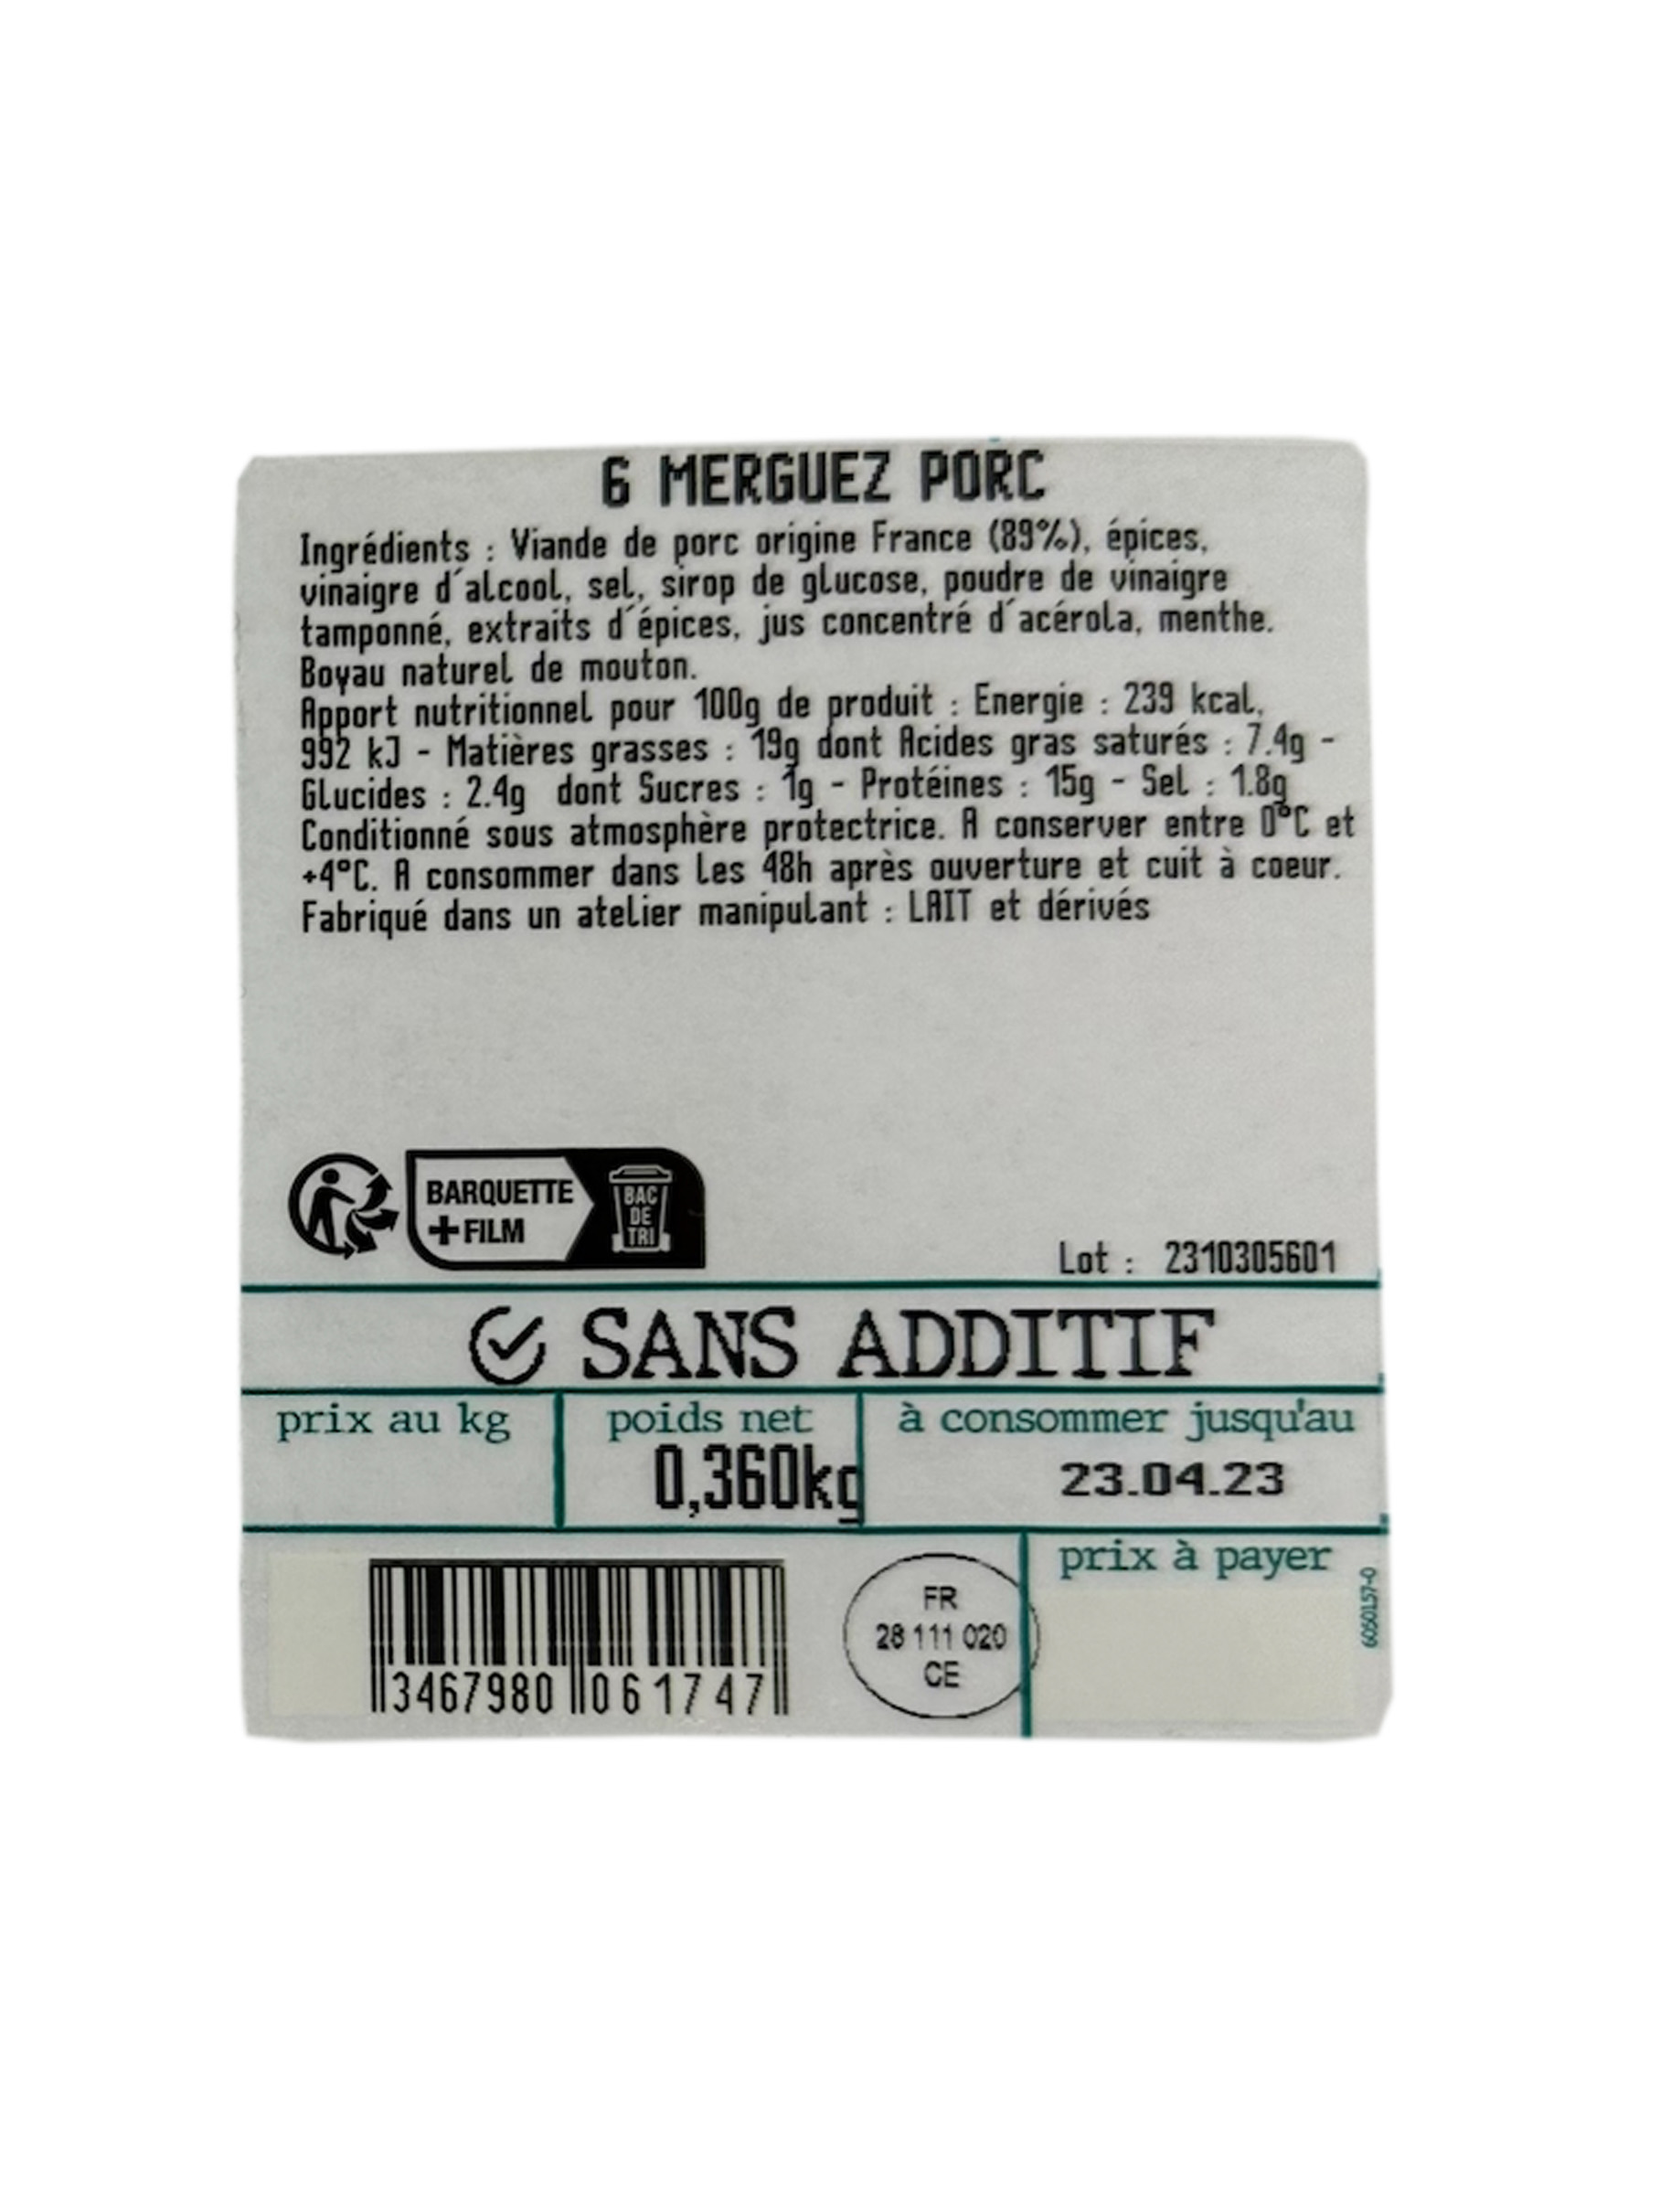 6 MERGUEZ PORC
Ingrédients : Viande de porc origine France (89%), épices,
vinaigre d´alcool, sel, sirop de glucose, poudre de vinaigre
tamponné, extraits d´épices, jus concentré d´acérola, menthe.
Boyau naturel de mouton.
Apport nutritionnel pour 100g de produit : Energie : 239 kcal,
992 kJ - Matières grasses : 19g dont Acides gras saturés : 7.4g -
Glucides : 2.4g dont Sucres : 1g - Protéines : 15g - Sel : 1.8g
Conditionné sous atmosphère protectrice. A conserver entre 0°C et
+4°C. A consommer dans les 48h après ouverture et cuit à coeur.
Fabriqué dans un atelier manipulant : LAIT et dérivés
BARQUETTE
+FILM
BAC
DE
TRI
Lot : 2310305601
SANS ADDITIF
prix au kg
poids net
0,360kg
à consommer jusqu'au
23.04.23
3467980 061747
FR
28 111 020
CE
prix à payer
6050157-0